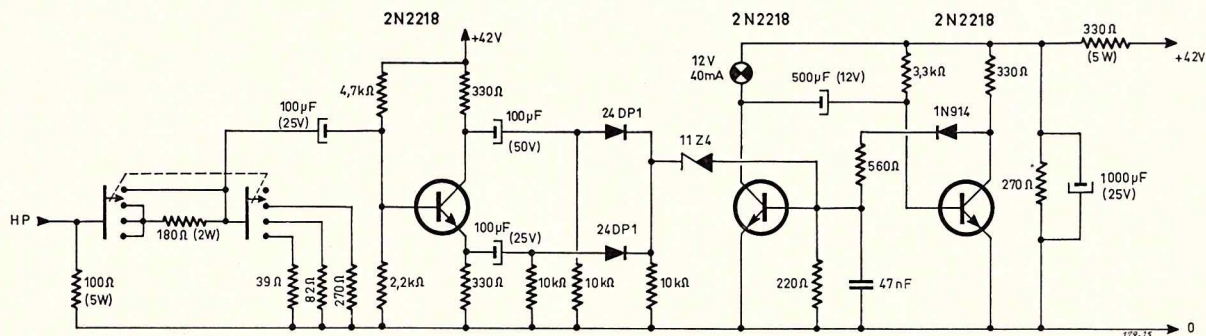 2N2218
2N2218
2N2218
+42V
330Ω
(5W)
+42V
12V
40mA
500µF (12V)
3,3kΩ
330Ω
4,7kΩ
330Ω
100µF
(25V)
100µF
(50V)
24DP1
11Z4
1N914
560Ω
270Ω
1000µF
(25V)
HP
180Ω (2W)
100µF
(25V)
24DP1
100Ω
(5W)
39Ω
82Ω
270Ω
2,2kΩ
330Ω
10kΩ
10kΩ
10kΩ
220Ω
47nF
0